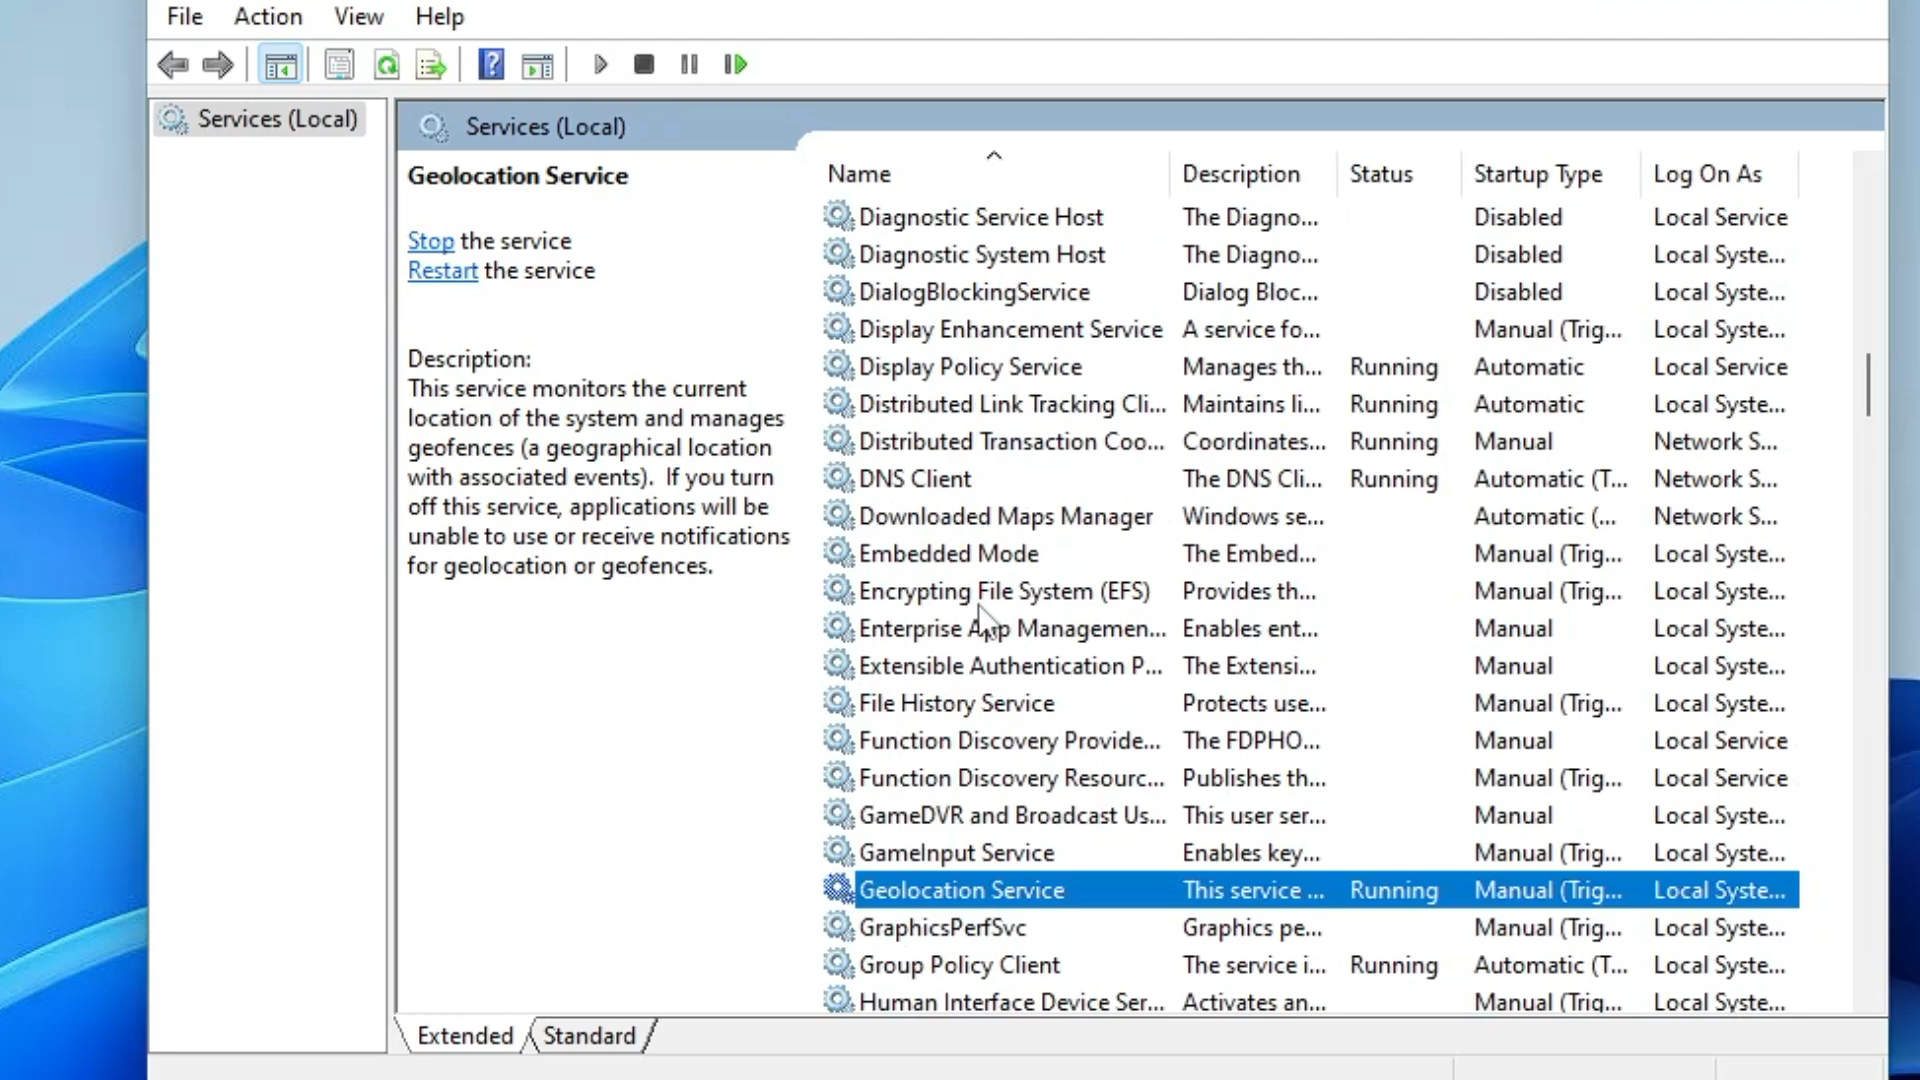 File Action View Help
Services (Local)
Services (Local)
Geolocation Service
Stop the service
Restart the service
Description:
This service monitors the current
location of the system and manages
geofences (a geographical location
with associated events).  If you turn
off this service, applications will be
unable to use or receive notifications
for geolocation or geofences.
Name Description Status Startup Type Log On As
Diagnostic Service Host The Diagno... Disabled Local Service
Diagnostic System Host The Diagno... Disabled Local Syste...
DialogBlockingService Dialog Bloc... Disabled Local Syste...
Display Enhancement Service A service fo... Manual (Trig... Local Syste...
Display Policy Service Manages th... Running Automatic Local Service
Distributed Link Tracking Cli... Maintains li... Running Automatic Local Syste...
Distributed Transaction Coo... Coordinates... Running Manual Network S...
DNS Client The DNS Cli... Running Automatic (T... Network S...
Downloaded Maps Manager Windows se... Automatic (... Network S...
Embedded Mode The Embed... Manual (Trig... Local Syste...
Encrypting File System (EFS) Provides th... Manual (Trig... Local Syste...
Enterprise App Managemen... Enables ent... Manual Local Syste...
Extensible Authentication P... The Extensi... Manual Local Syste...
File History Service Protects use... Manual (Trig... Local Syste...
Function Discovery Provide... The FDPHO... Manual Local Service
Function Discovery Resourc... Publishes th... Manual (Trig... Local Service
GameDVR and Broadcast Us... This user ser... Manual Local Syste...
GameInput Service Enables key... Manual (Trig... Local Syste...
Geolocation Service This service ... Running Manual (Trig... Local Syste...
GraphicsPerfSvc Graphics pe... Manual (Trig... Local Syste...
Group Policy Client The service i... Running Automatic (T... Local Syste...
Human Interface Device Ser... Activates an... Manual (Trig... Local Syste...
Extended Standard